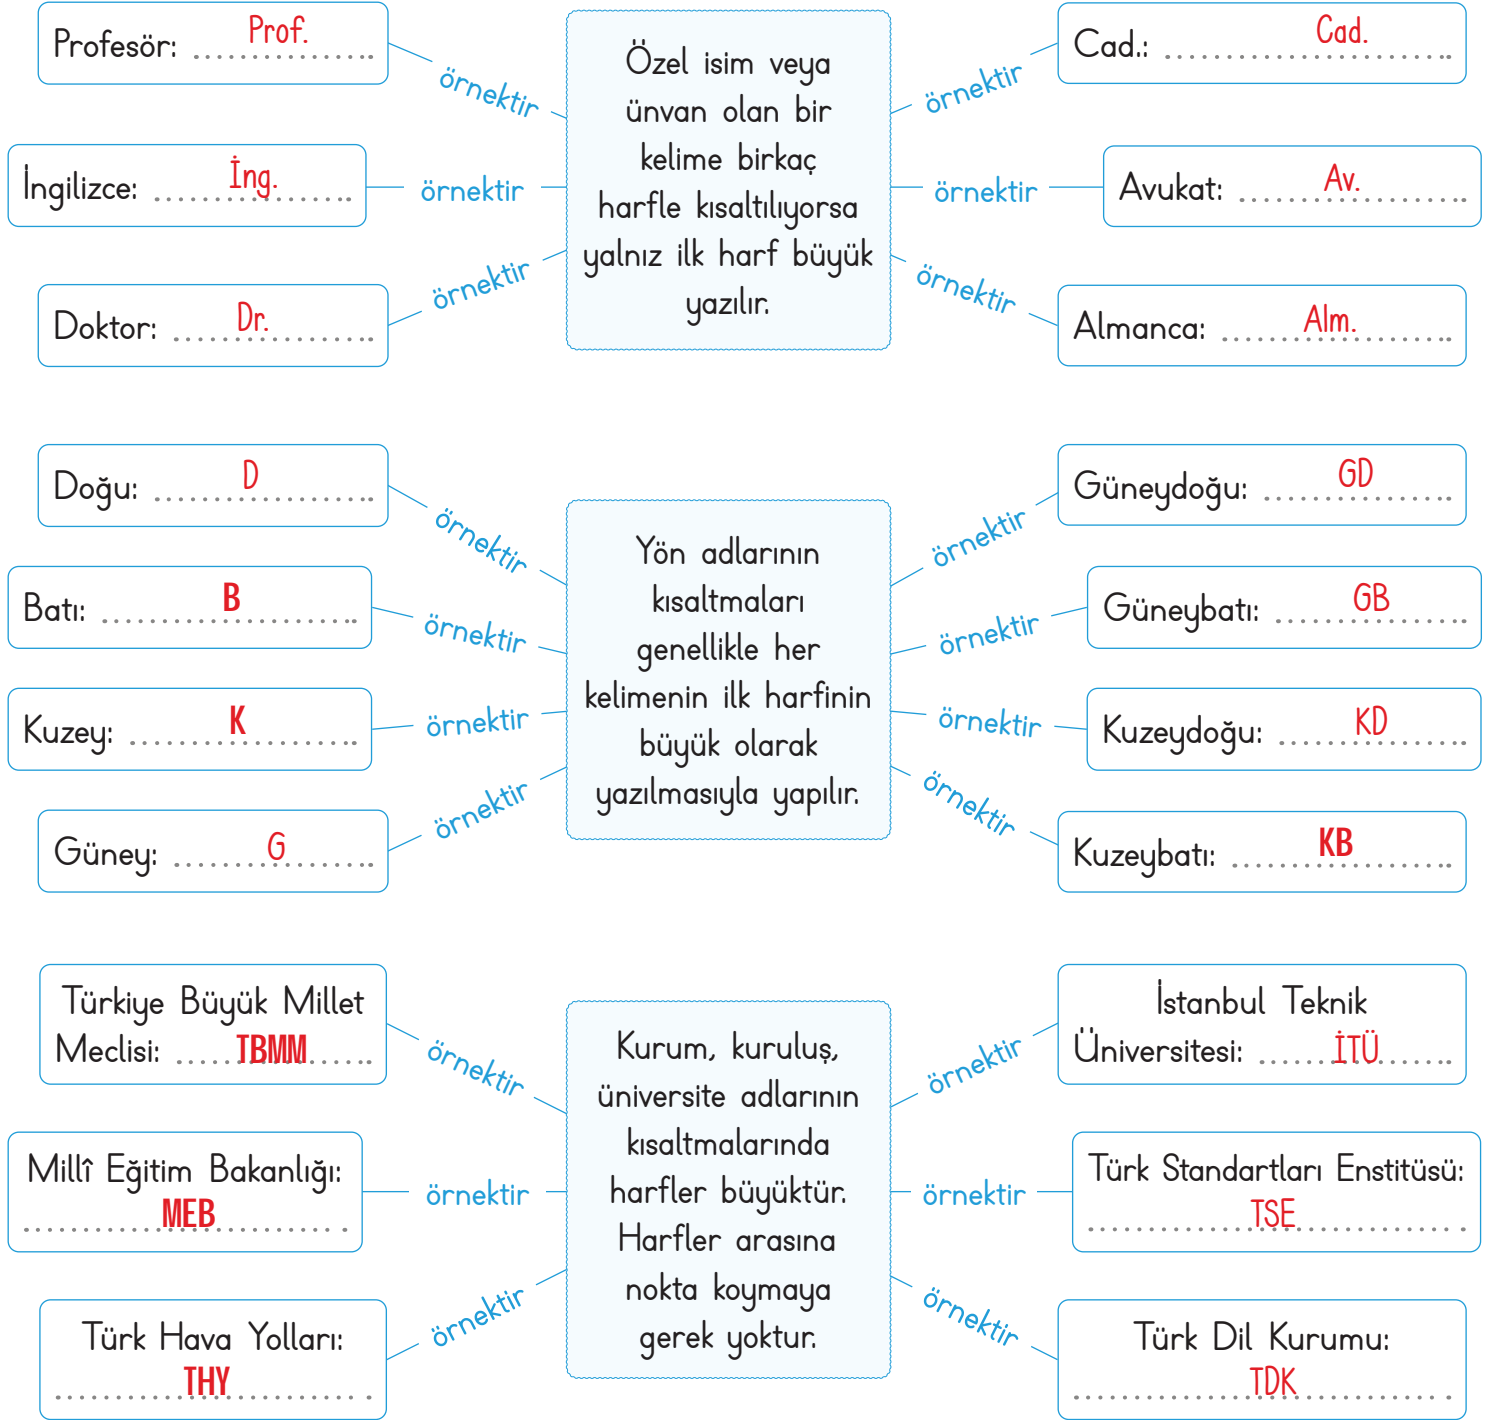 Profesör: Prof.
örnektir
İngilizce: İng.
örnektir
Doktor: Dr.
örnektir
Özel isim veya
ünvan olan bir
kelime birkaç
harfle kısaltılıyorsa
yalnız ilk harf büyük
yazılır.
örnektir
Cad.: Cad.
örnektir
Avukat: Av.
örnektir
Almanca: Alm.
Doğu: D
örnektir
Batı: B
örnektir
Kuzey: K
örnektir
Güney: G
örnektir
Yön adlarının
kısaltmaları
genellikle her
kelimenin ilk harfinin
büyük olarak
yazılmasıyla yapılır.
örnektir
Güneydoğu: GD
örnektir
Güneybatı: GB
örnektir
Kuzeydoğu: KD
örnektir
Kuzeybatı: KB
Türkiye Büyük Millet
Meclisi: TBMM
örnektir
Millî Eğitim Bakanlığı:
MEB
örnektir
Türk Hava Yolları:
THY
örnektir
Kurum, kuruluş,
üniversite adlarının
kısaltmalarında
harfler büyüktür.
Harfler arasına
nokta koymaya
gerek yoktur.
örnektir
İstanbul Teknik
Üniversitesi: İTÜ
örnektir
Türk Standartları Enstitüsü:
TSE
örnektir
Türk Dil Kurumu:
TDK